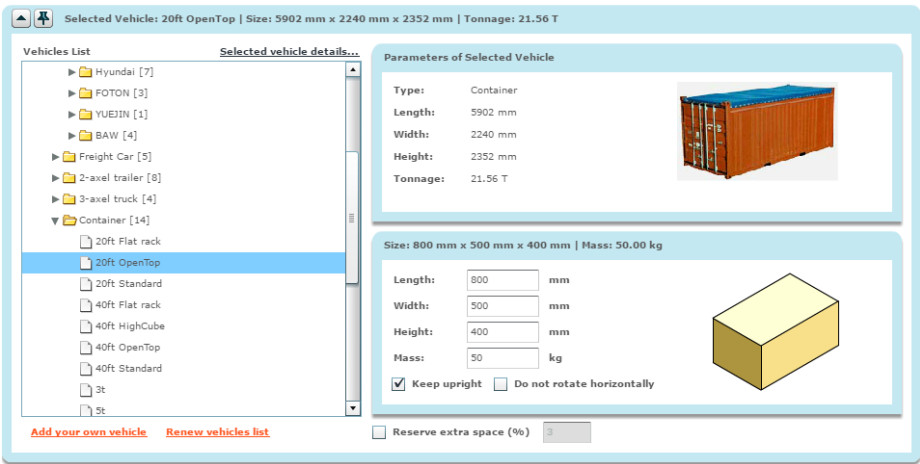 Selected Vehicle: 20ft OpenTop | Size: 5902 mm x 2240 mm x 2352 mm | Tonnage: 21.56 T
Vehicles List
Selected vehicle details...
Hyundai [7]
FOTON [3]
YUEJIN [1]
BAW [4]
Freight Car [5]
2-axel trailer [8]
3-axel truck [4]
Container [14]
20ft Flat rack
20ft OpenTop
20ft Standard
40ft Flat rack
40ft HighCube
40ft OpenTop
40ft Standard
3t
5t
Add your own vehicle
Renew vehicles list
Parameters of Selected Vehicle
Type: Container
Length: 5902 mm
Width: 2240 mm
Height: 2352 mm
Tonnage: 21.56 T
Size: 800 mm x 500 mm x 400 mm | Mass: 50.00 kg
Length: 800 mm
Width: 500 mm
Height: 400 mm
Mass: 50 kg
Keep upright Do not rotate horizontally
Reserve extra space (%) 3